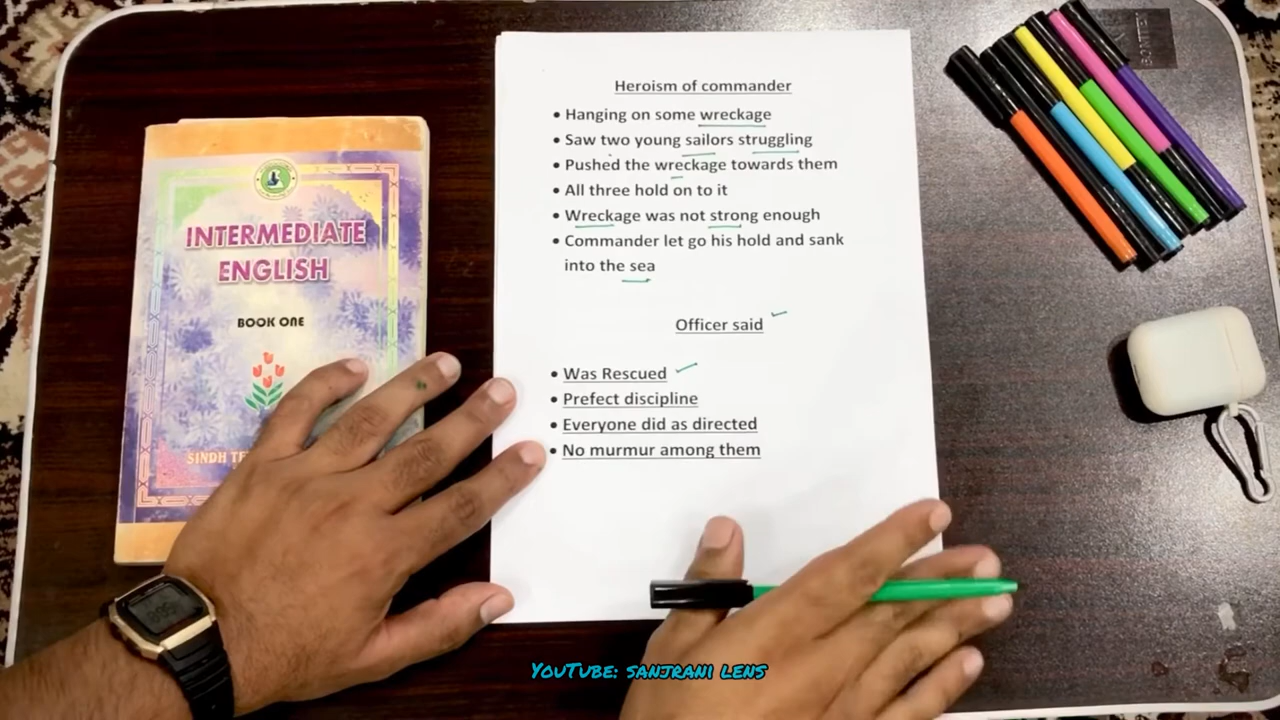 INTERMEDIATE
ENGLISH
BOOK ONE
SINDH
Heroism of commander
• Hanging on some wreckage
• Saw two young sailors struggling
• Pushed the wreckage towards them
• All three hold on to it
• Wreckage was not strong enough
• Commander let go his hold and sank
into the sea
Officer said
• Was Rescued
• Prefect discipline
• Everyone did as directed
• No murmur among them
YouTube: sanjrani lens